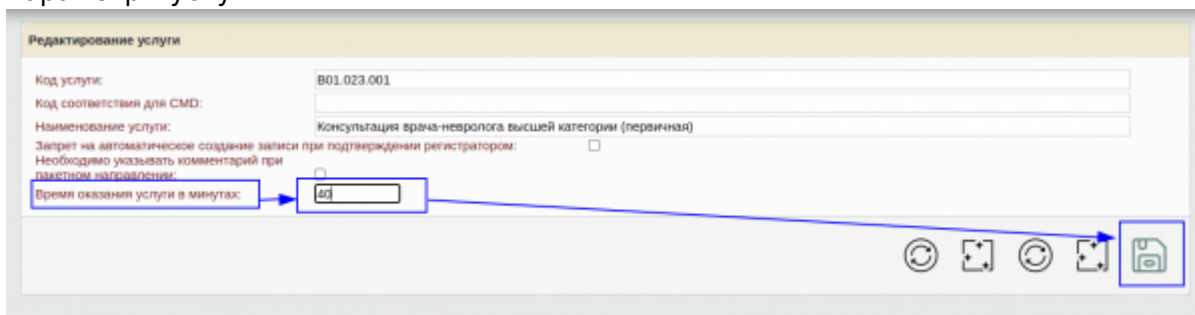 Редактирование услуги
Код услуги: B01.023.001
Код соответствия для CMD:
Наименование услуги: Консультация врача-невролога высшей категории (первичная)
Запрет на автоматическое создание записи при подтверждении регистратором:
Необходимо указывать комментарий при
пакетном направлении:
Время оказания услуги в минутах: 40